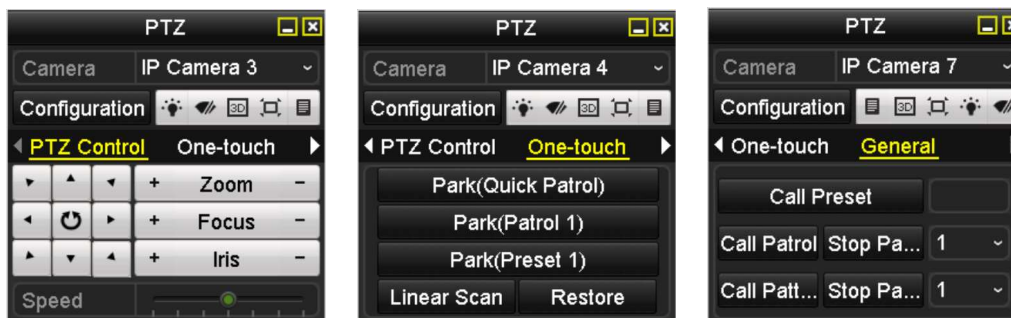 PTZ
Camera IP Camera 3
Configuration 3D
PTZ Control One-touch
+ Zoom -
+ Focus -
+ Iris -
Speed
PTZ
Camera IP Camera 4
Configuration 3D
PTZ Control One-touch
Park(Quick Patrol)
Park(Patrol 1)
Park(Preset 1)
Linear Scan Restore
PTZ
Camera IP Camera 7
Configuration 3D
One-touch General
Call Preset
Call Patrol Stop Pa... 1
Call Patt... Stop Pa... 1